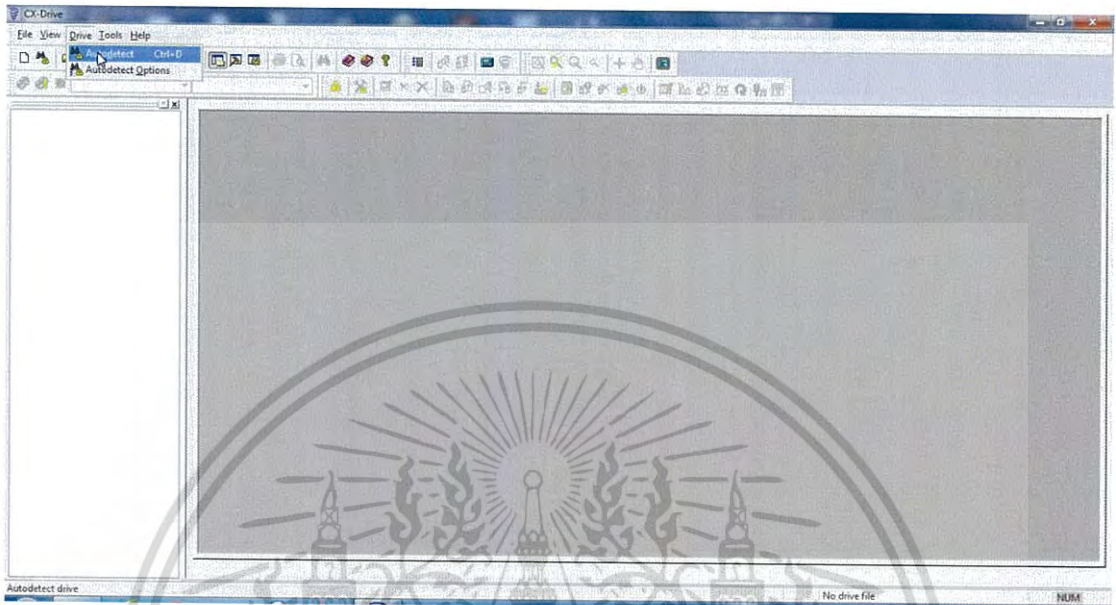 CX-Drive
File View Drive Tools Help
Autodetect Ctrl+D
Autodetect Options
Autodetect drive
No drive file
NUM